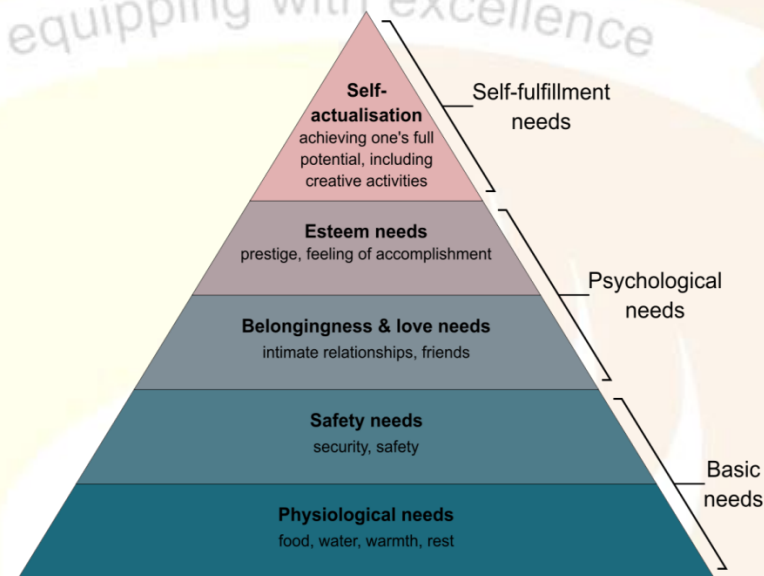 equipping with excellence
Self-
actualisation
achieving one's full
potential, including
creative activities
Self-fulfillment
needs
Esteem needs
prestige, feeling of accomplishment
Psychological
needs
Belongingness & love needs
intimate relationships, friends
Safety needs
security, safety
Basic
needs
Physiological needs
food, water, warmth, rest